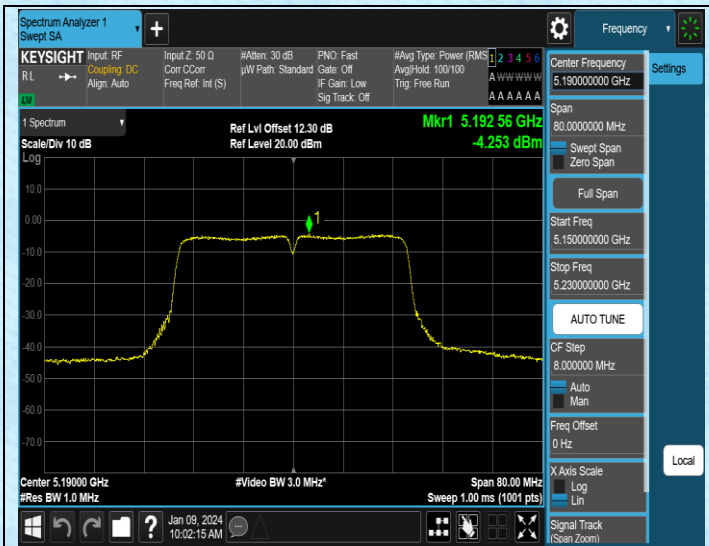 Spectrum Analyzer 1
Swept SA
Frequency
KEYSIGHT
R L
LXI
Input: RF
Coupling: DC
Align: Auto
Input Z: 50 Ω
Corr CCorr
Freq Ref: Int (S)
#Atten: 30 dB
µW Path: Standard
PNO: Fast
Gate: Off
IF Gain: Low
Sig Track: Off
#Avg Type: Power (RMS
Avg|Hold: 100/100
Trig: Free Run
1 2 3 4 5 6
A W W W W W
A A A A A A
1 Spectrum
Scale/Div 10 dB
Ref Lvl Offset 12.30 dB
Ref Level 20.00 dBm
Mkr1 5.192 56 GHz
-4.253 dBm
Log
10.0
0.00
-10.0
-20.0
-30.0
-40.0
-50.0
-60.0
-70.0
1
Center 5.19000 GHz
#Res BW 1.0 MHz
#Video BW 3.0 MHz*
Span 80.00 MHz
Sweep 1.00 ms (1001 pts)
Center Frequency
5.190000000 GHz
Settings
Span
80.0000000 MHz
Swept Span
Zero Span
Full Span
Start Freq
5.150000000 GHz
Stop Freq
5.230000000 GHz
AUTO TUNE
CF Step
8.000000 MHz
Auto
Man
Freq Offset
0 Hz
X Axis Scale
Log
Lin
Local
Signal Track
(Span Zoom)
?
Jan 09, 2024
10:02:15 AM